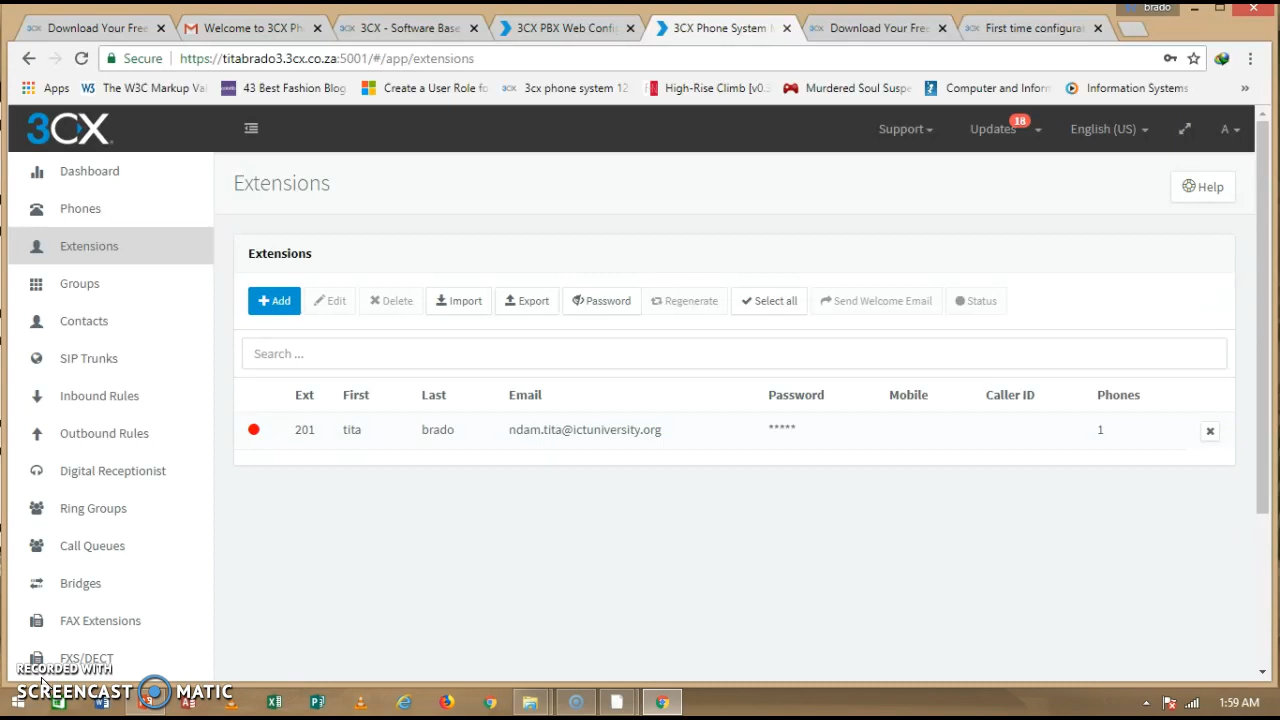 brado
Download Your Free
Welcome to 3CX Ph
3CX - Software Base
3CX PBX Web Confi
3CX Phone System
Download Your Free
First time configurat
Secure https://titabrado3.3cx.co.za:5001/#/app/extensions
Apps
The W3C Markup Va
43 Best Fashion Blog
Create a User Role fo
3cx phone system 12
High-Rise Climb [v0.
Murdered Soul Suspe
Computer and Inform
Information Systems
»
3CX
Support
Updates 18
English (US)
A
Dashboard
Phones
Extensions
Groups
Contacts
SIP Trunks
Inbound Rules
Outbound Rules
Digital Receptionist
Ring Groups
Call Queues
Bridges
FAX Extensions
FXS/DECT
Extensions
Help
Extensions
Add Edit Delete Import Export Password Regenerate Select all Send Welcome Email Status
Search ...
Ext First Last Email Password Mobile Caller ID Phones
201 tita brado ndam.tita@ictuniversity.org ***** 1
RECORDED WITH
SCREENCAST MATIC
1:59 AM